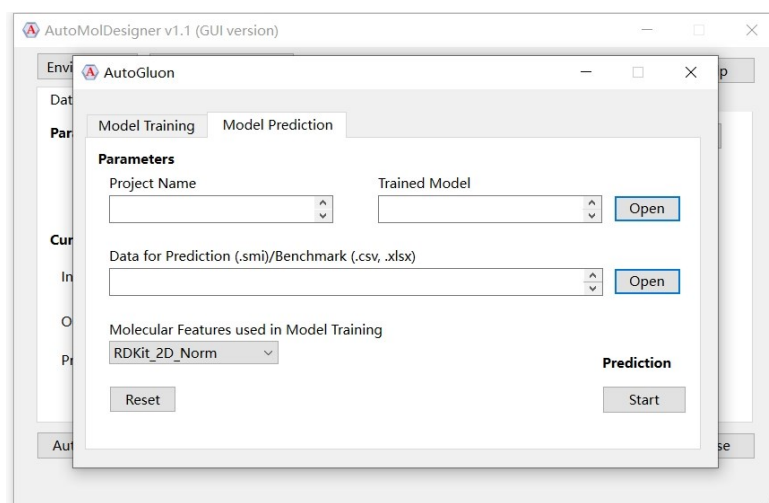 AutoMolDesigner v1.1 (GUI version)
AutoGluon
Model Training
Model Prediction
Parameters
Project Name
Trained Model
Open
Data for Prediction (.smi)/Benchmark (.csv, .xlsx)
Open
Molecular Features used in Model Training
RDKit_2D_Norm
Prediction
Reset
Start